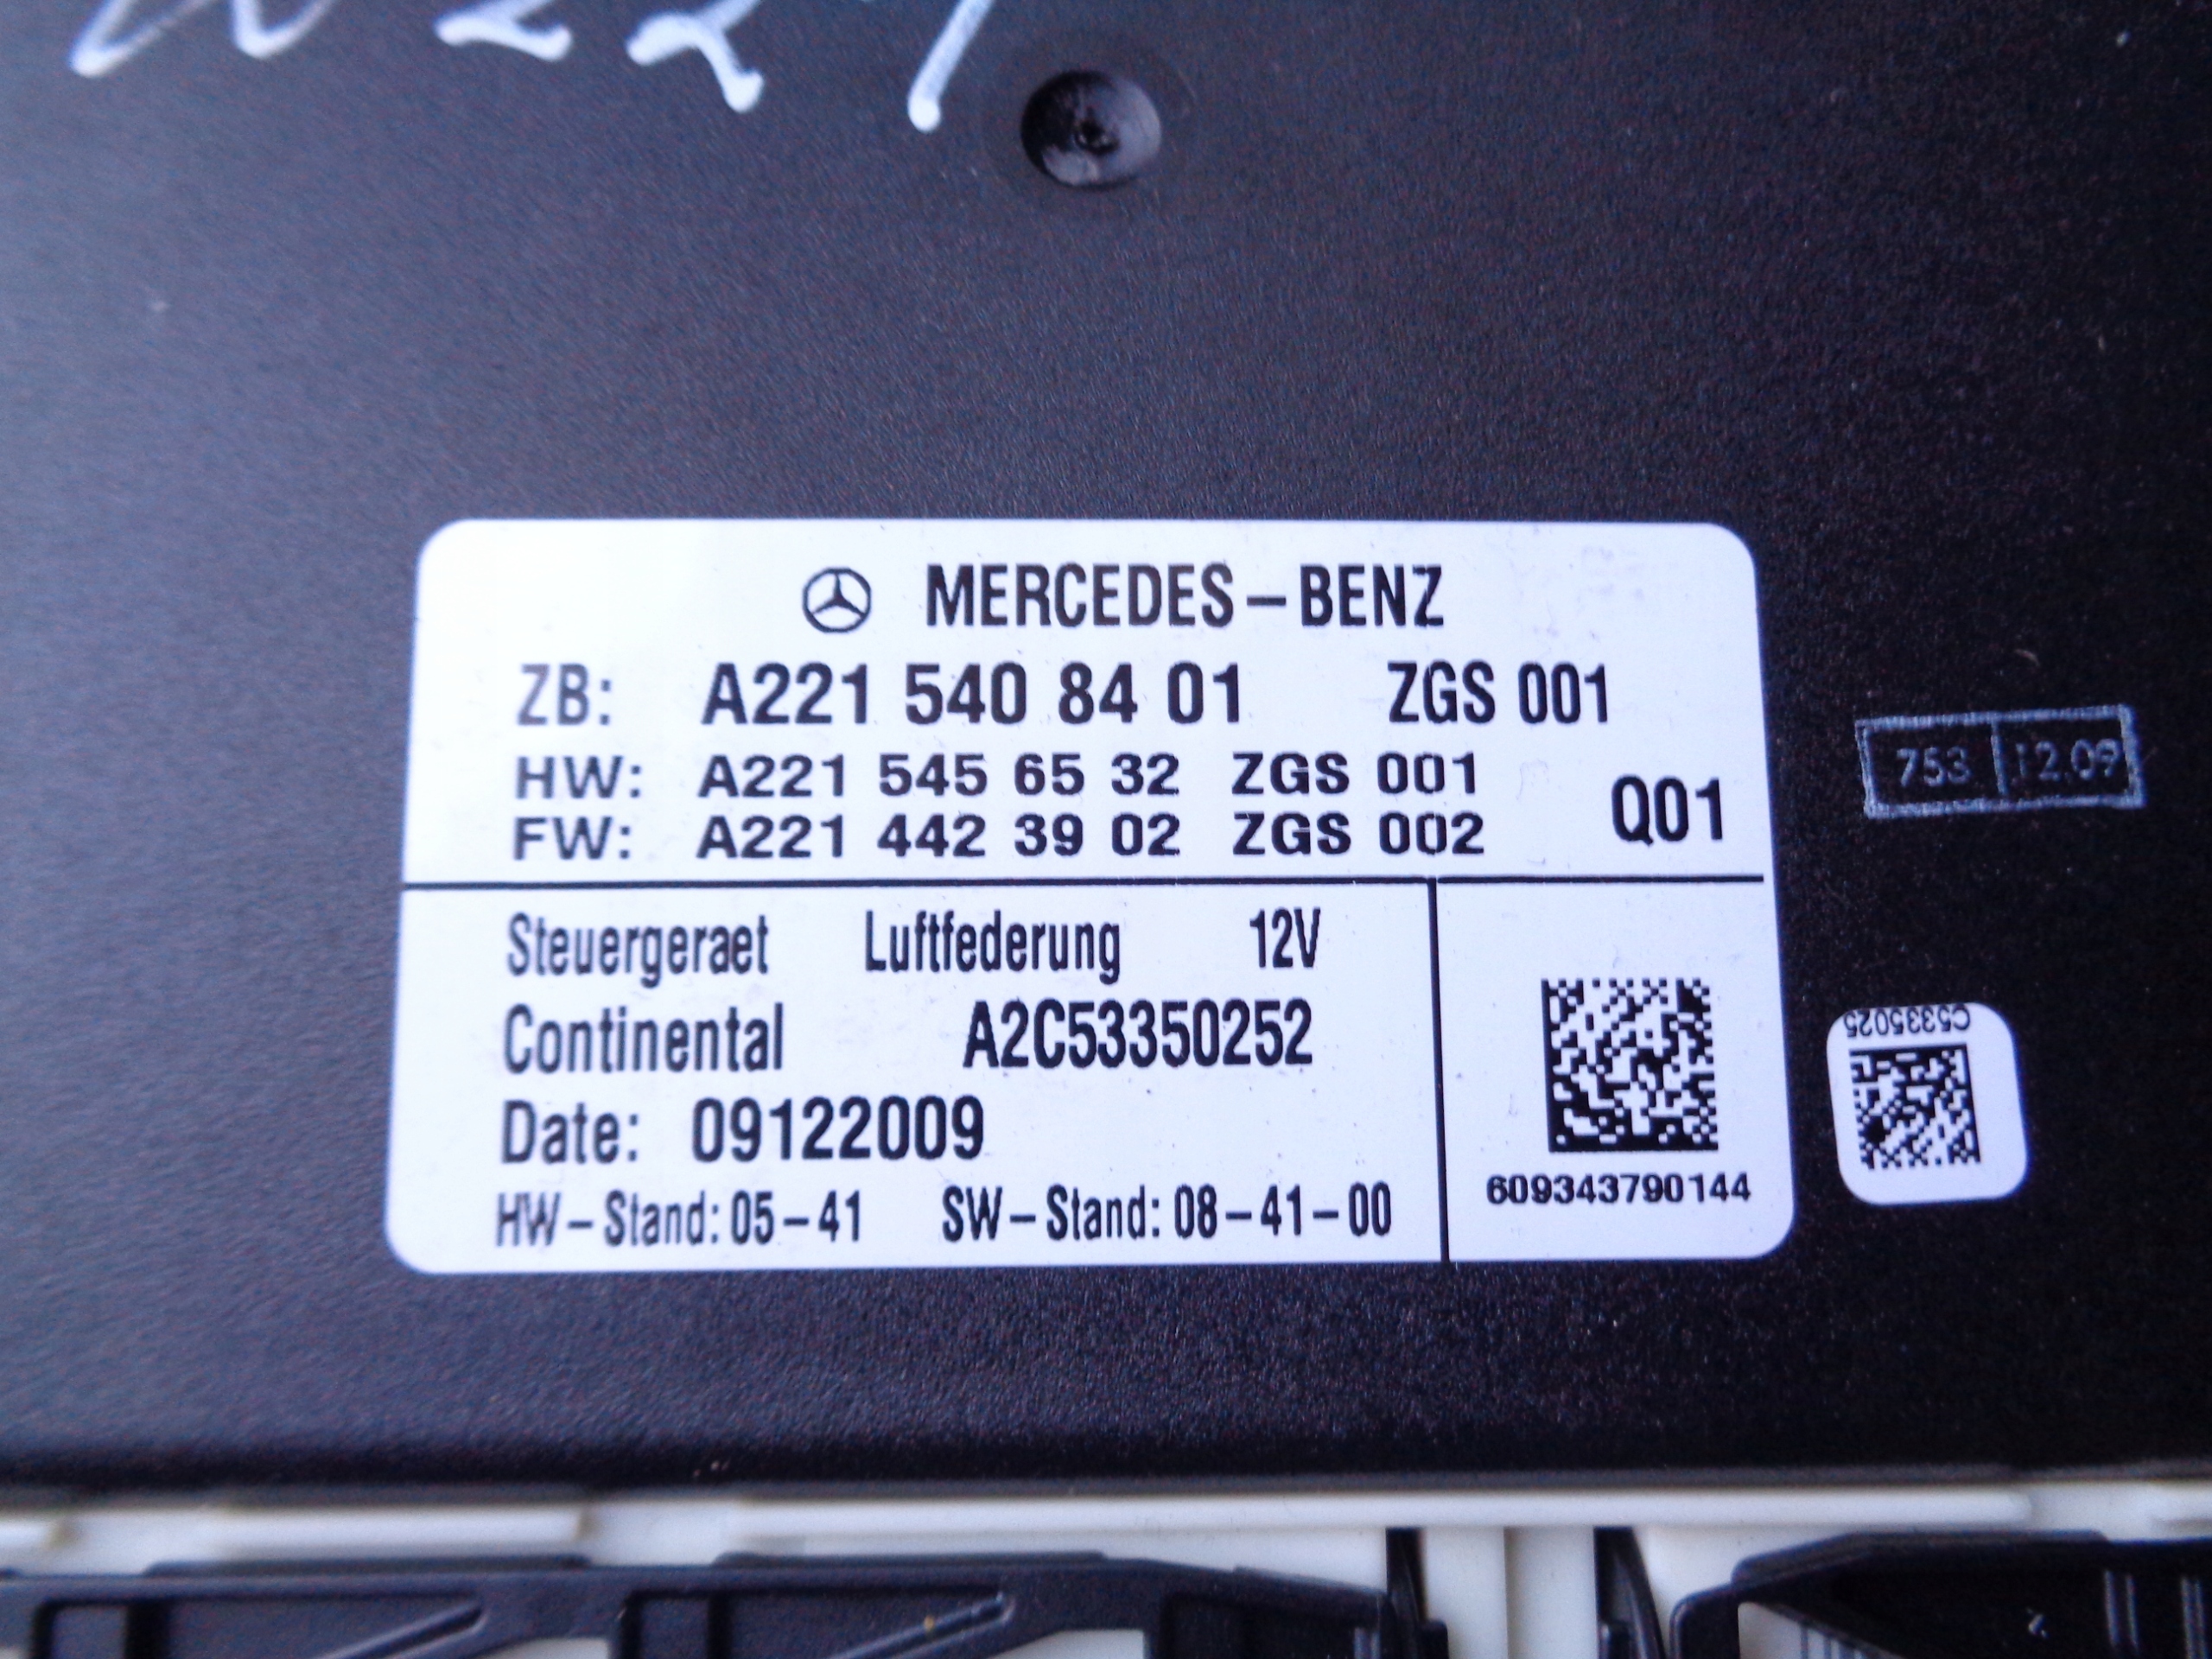 W221
MERCEDES-BENZ
ZB: A221 540 84 01 ZGS 001
HW: A221 545 65 32 ZGS 001
FW: A221 442 39 02 ZGS 002 Q01
Steuergeraet Luftfederung 12V
Continental A2C53350252
Date: 09122009
HW-Stand: 05-41 SW-Stand: 08-41-00
609343790144
753 12.09
C5335025